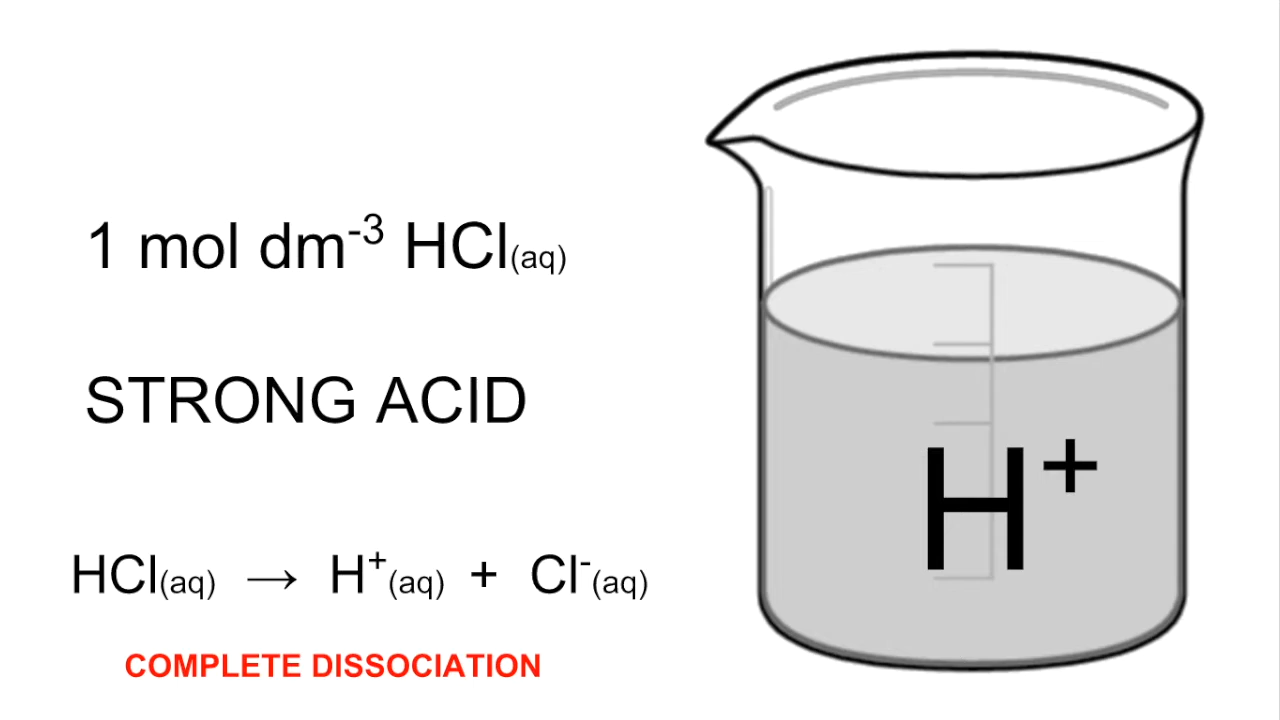 1 mol dm⁻³ HCl(aq)
STRONG ACID
HCl(aq) → H⁺(aq) + Cl⁻(aq)
COMPLETE DISSOCIATION
H⁺